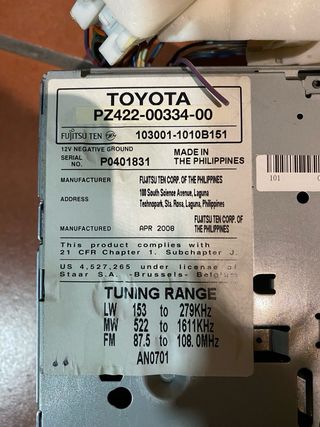 TOYOTA
PZ422-00334-00
FUJITSU TEN 103001-1010B151
12V NEGATIVE GROUND
SERIAL NO. P0401831 MADE IN THE PHILIPPINES
MANUFACTURER FUJITSU TEN CORP. OF THE PHILIPPINES
ADDRESS 100 South Science Avenue, Laguna
Technopark, Sta. Rosa, Laguna, Philippines
MANUFACTURED APR 2008 FUJITSU TEN CORP. OF THE PHILIPPINES
This product complies with
21 CFR Chapter 1. Subchapter J.
US 4,527,265 under license of
Staar S.A.-Brussels- Belgium
TUNING RANGE
LW 153 to 279KHz
MW 522 to 1611KHz
FM 87.5 to 108.0MHz
AN0701
101